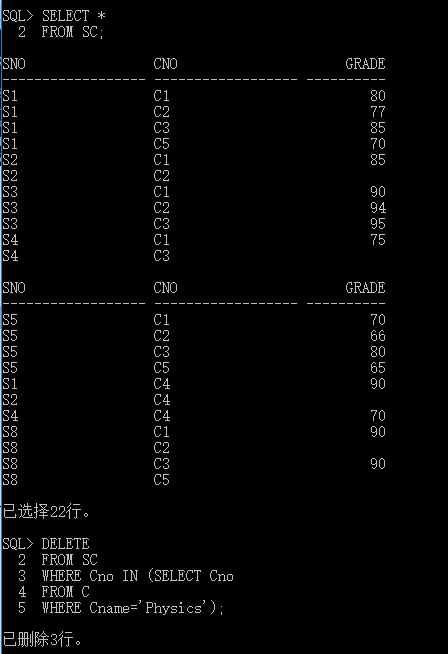 SQL> SELECT *
  2  FROM SC;
SNO                CNO                     GRADE
------------------ ------------------ ----------
S1                 C1                         80
S1                 C2                         77
S1                 C3                         85
S1                 C5                         70
S2                 C1                         85
S2                 C2
S3                 C1                         90
S3                 C2                         94
S3                 C3                         95
S4                 C1                         75
S4                 C3
SNO                CNO                     GRADE
------------------ ------------------ ----------
S5                 C1                         70
S5                 C2                         66
S5                 C3                         80
S5                 C5                         65
S1                 C4                         90
S2                 C4
S4                 C4                         70
S8                 C1                         90
S8                 C2
S8                 C3                         90
S8                 C5
已选择22行。
SQL> DELETE
  2  FROM SC
  3  WHERE Cno IN (SELECT Cno
  4  FROM C
  5  WHERE Cname='Physics');
已删除3行。